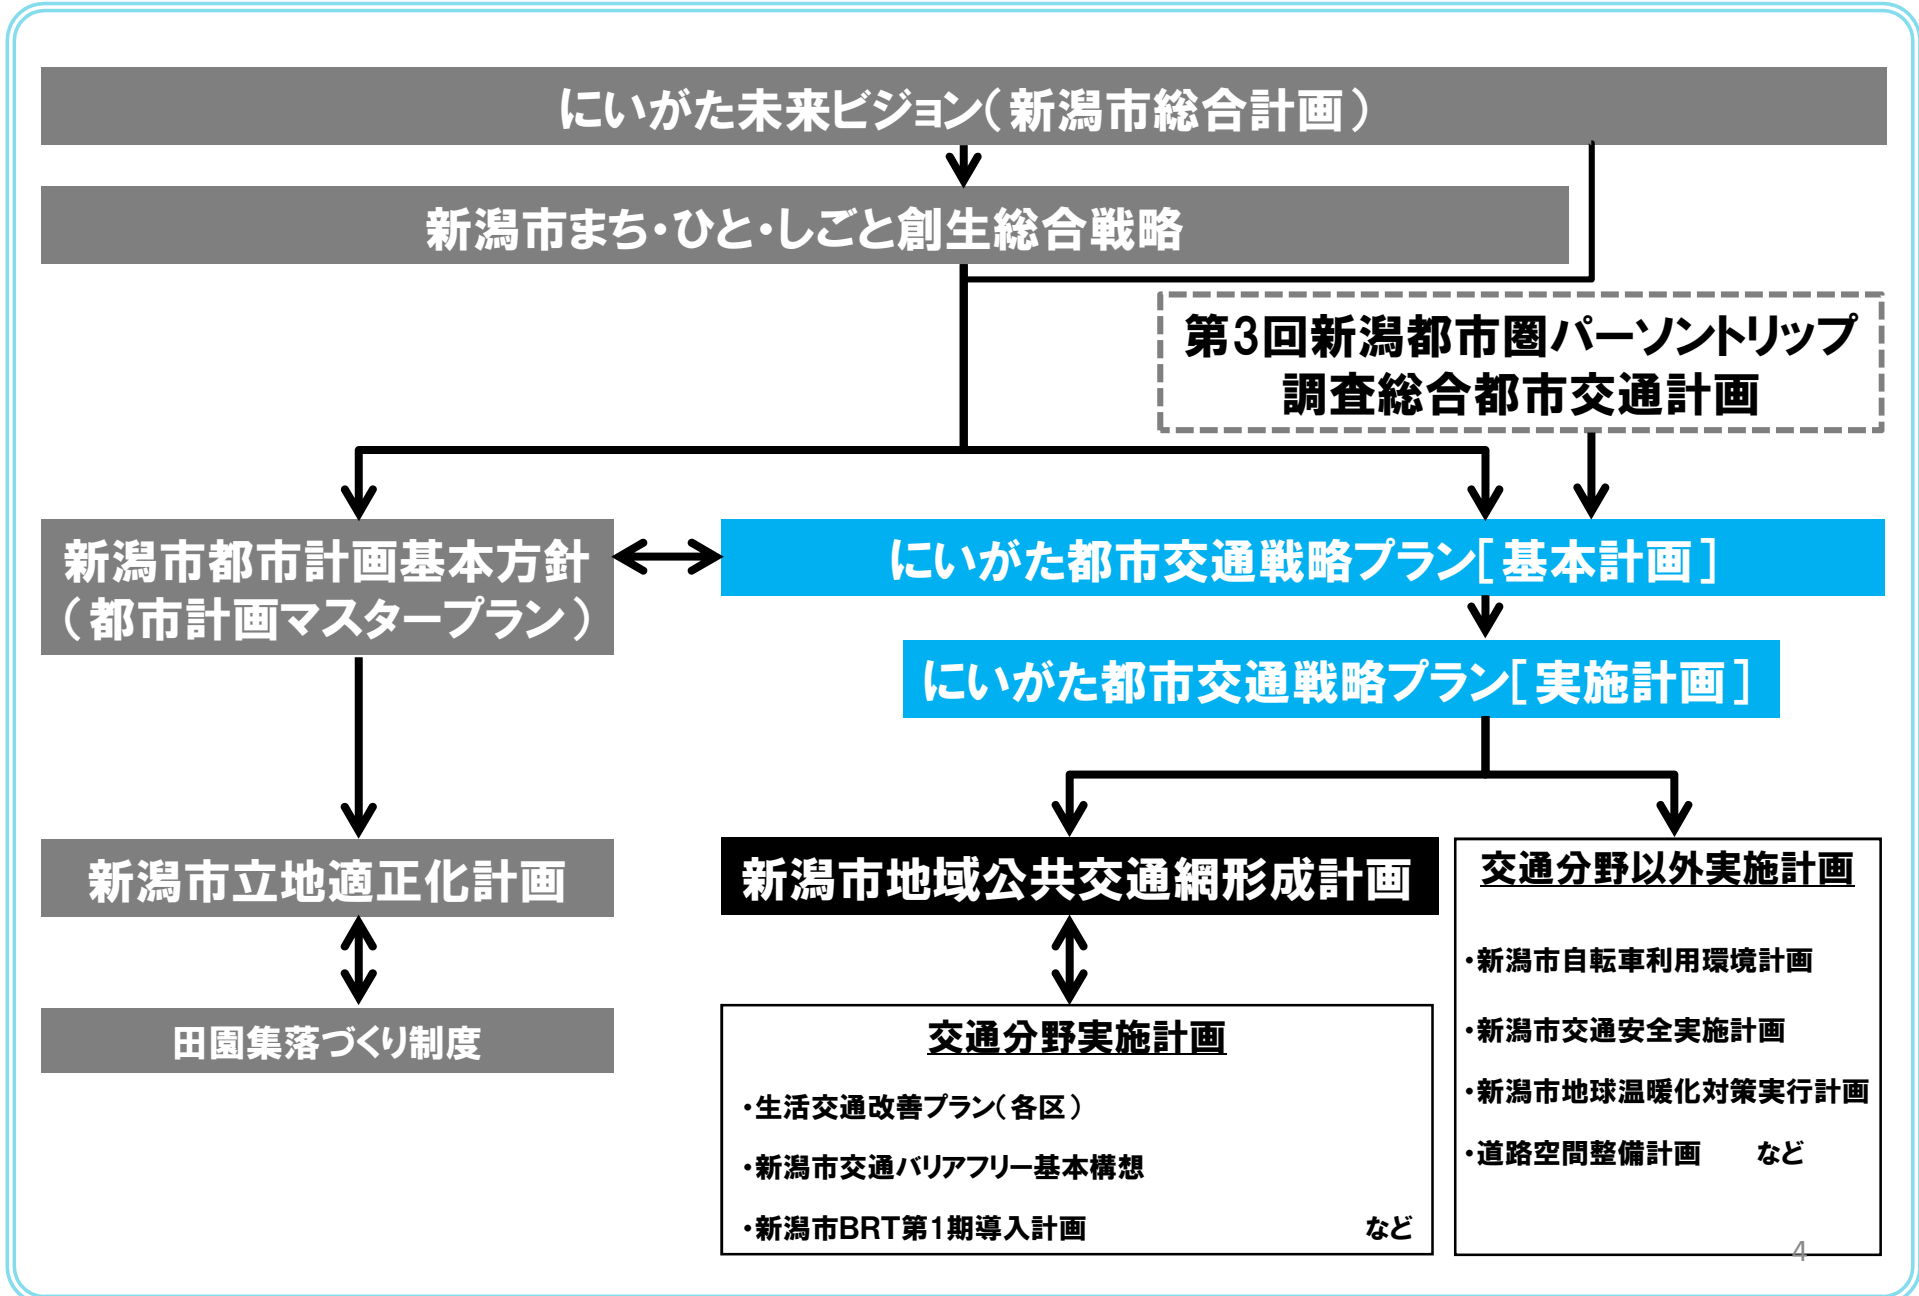 にいがた未来ビジョン（新潟市総合計画）
新潟市まち・ひと・しごと創生総合戦略
第3回新潟都市圏パーソントリップ
調査総合都市交通計画
新潟市都市計画基本方針
（都市計画マスタープラン）
にいがた都市交通戦略プラン［基本計画］
にいがた都市交通戦略プラン［実施計画］
新潟市立地適正化計画
田園集落づくり制度
新潟市地域公共交通網形成計画
交通分野実施計画
・生活交通改善プラン（各区）
・新潟市交通バリアフリー基本構想
・新潟市BRT第1期導入計画　など
交通分野以外実施計画
・新潟市自転車利用環境計画
・新潟市交通安全実施計画
・新潟市地球温暖化対策実行計画
・道路空間整備計画　など
4